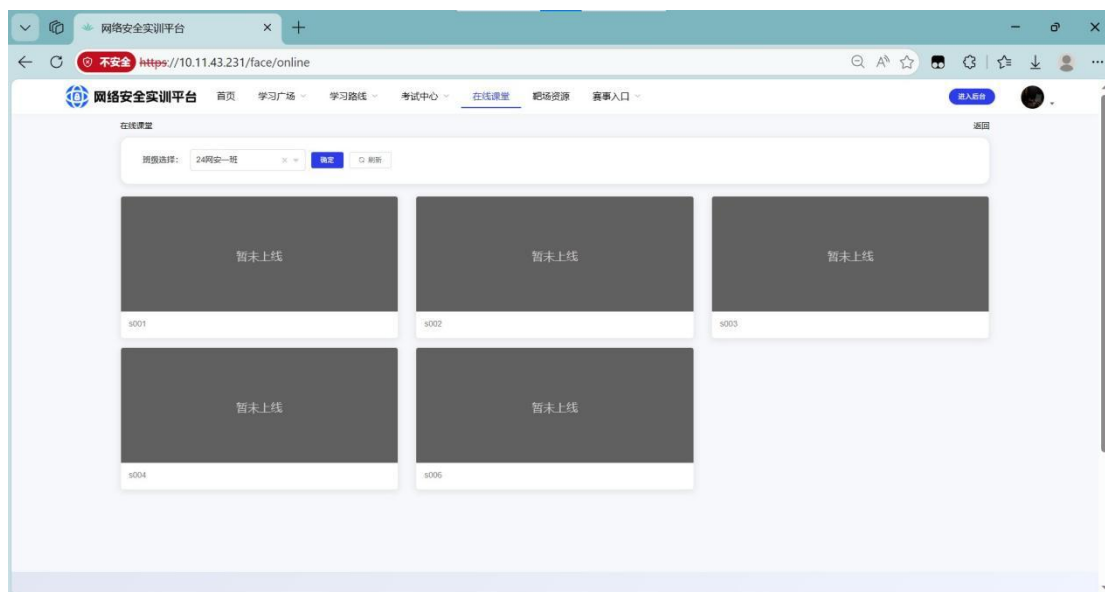 网络安全实训平台
不安全 https://10.11.43.231/face/online
网络安全实训平台 首页 学习广场 学习路线 考试中心 在线课堂 靶场资源 赛事入口 进入后台
在线课堂 返回
班级选择： 24网安一班 确定 刷新
暂未上线 暂未上线 暂未上线
s001 s002 s003
暂未上线 暂未上线
s004 s006